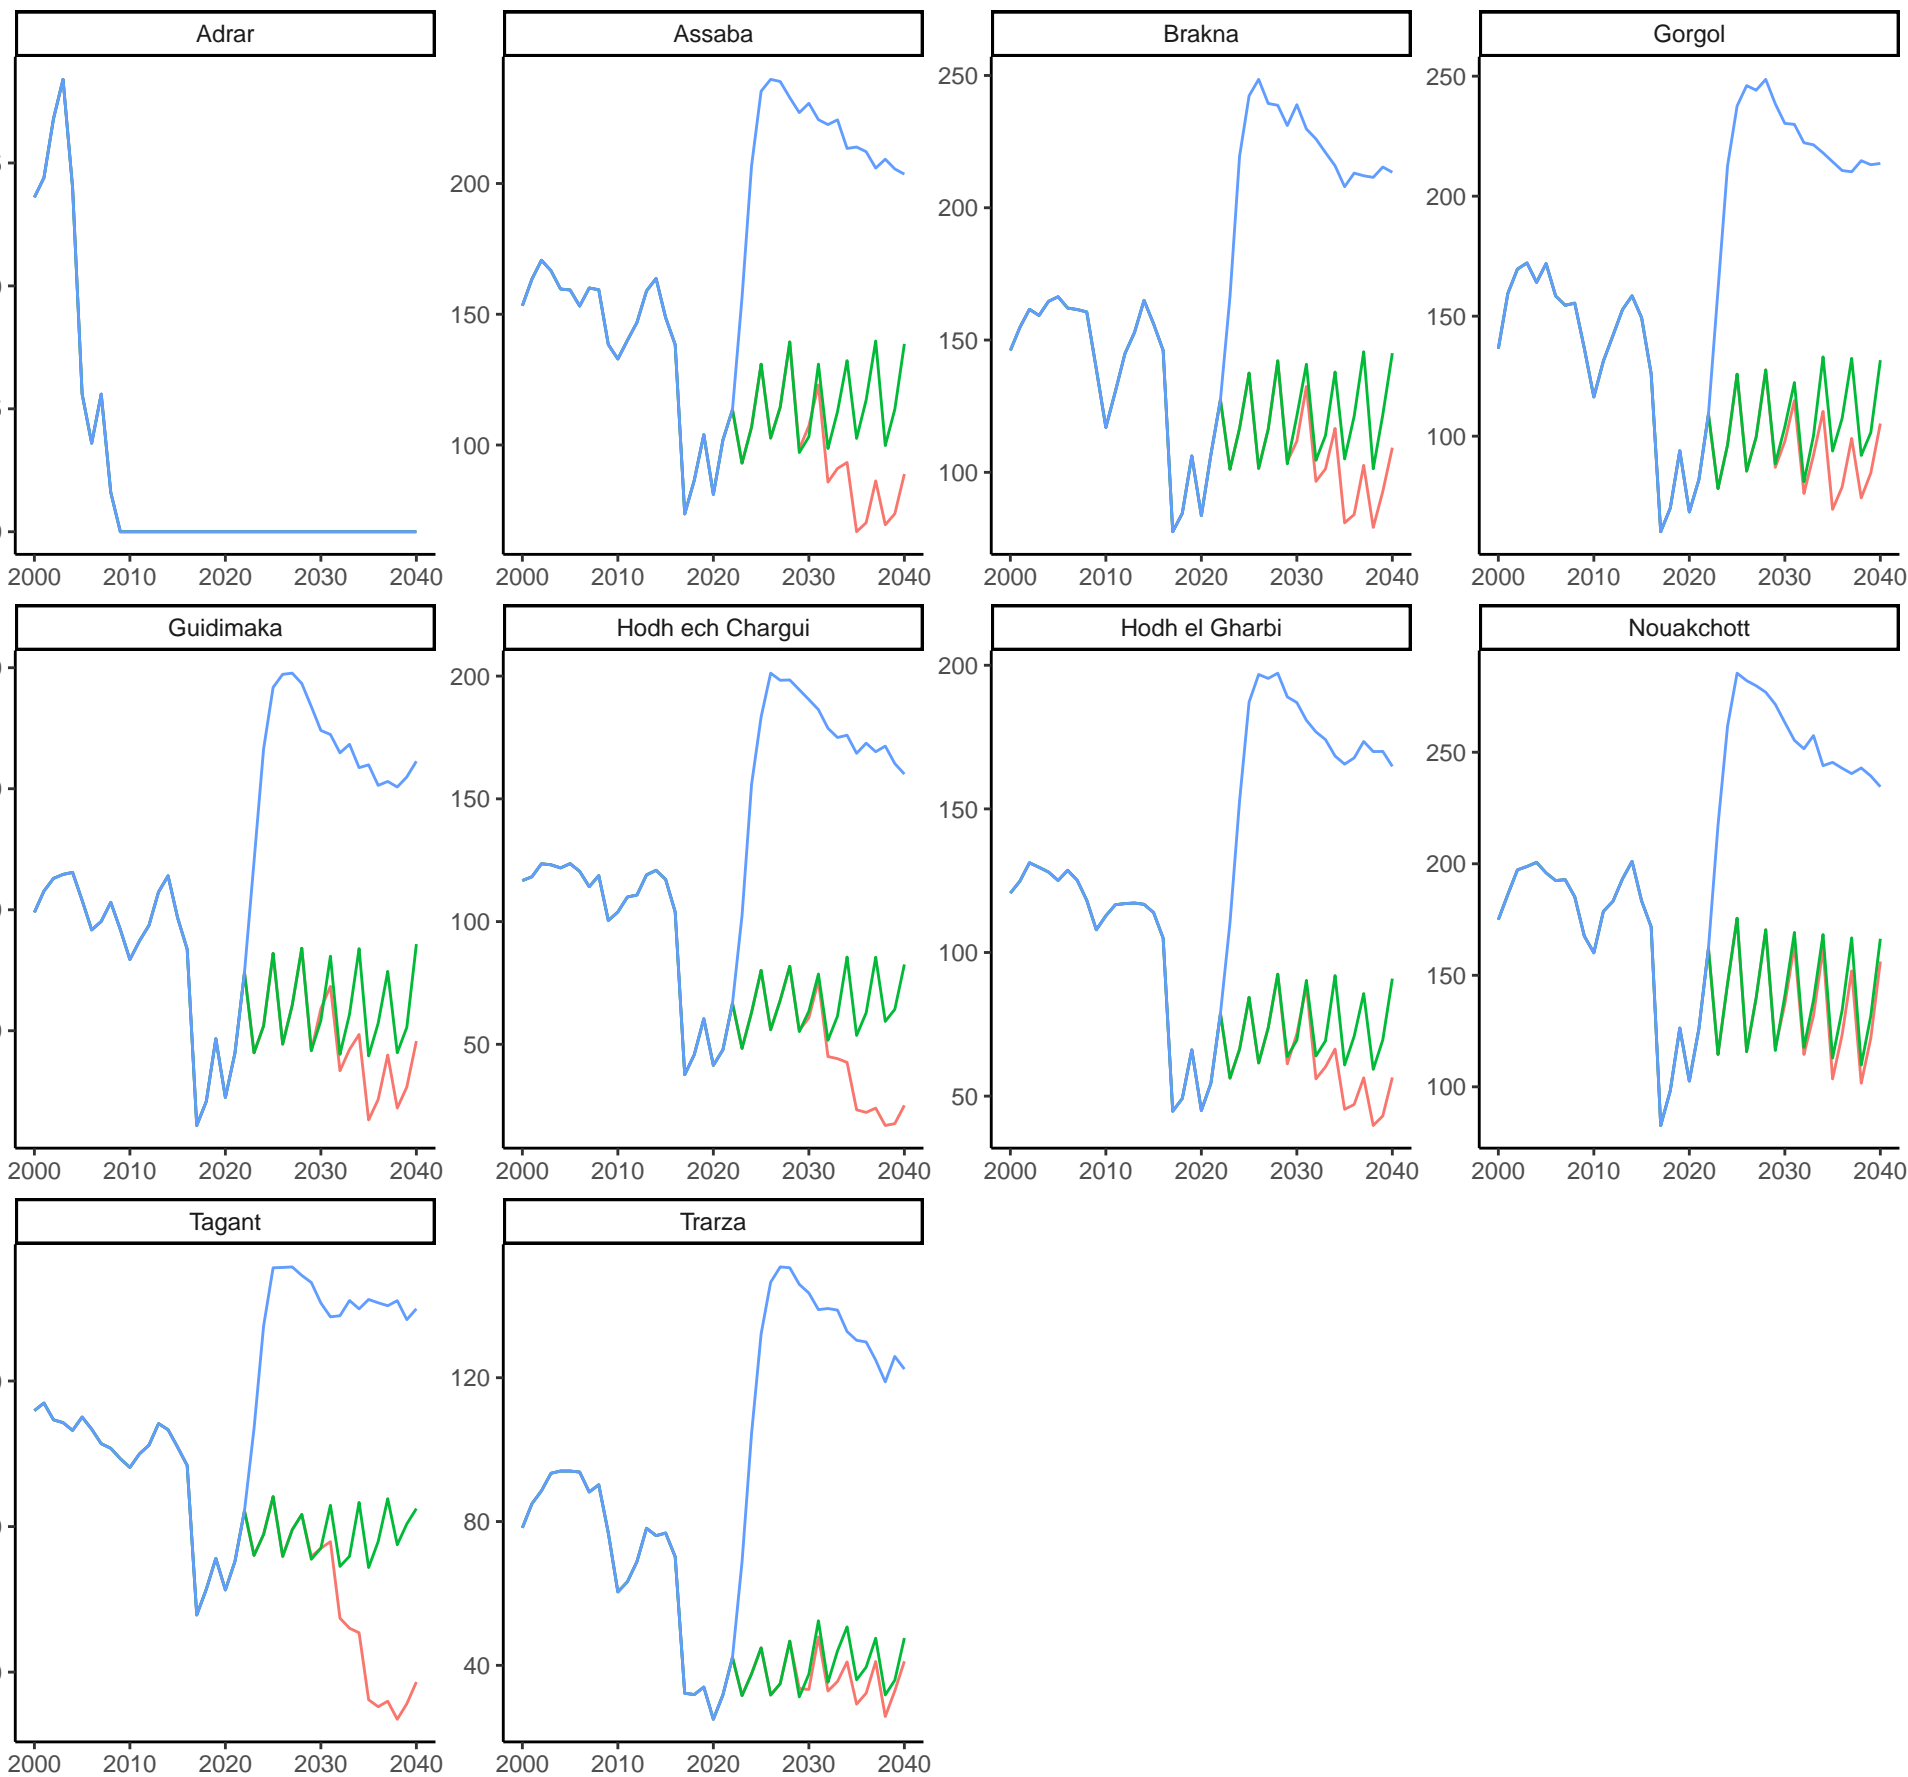 Adrar Assaba Brakna Gorgol
250 250
200 200 200
150 150 150
100 100 100
2000 2010 2020 2030 2040 2000 2010 2020 2030 2040 2000 2010 2020 2030 2040 2000 2010 2020 2030 2040
Guidimaka Hodh ech Chargui Hodh el Gharbi Nouakchott
200 200 250
150 150 200
100 100 150
50 50 100
2000 2010 2020 2030 2040 2000 2010 2020 2030 2040 2000 2010 2020 2030 2040 2000 2010 2020 2030 2040
Tagant Trarza
120
80
40
2000 2010 2020 2030 2040 2000 2010 2020 2030 2040